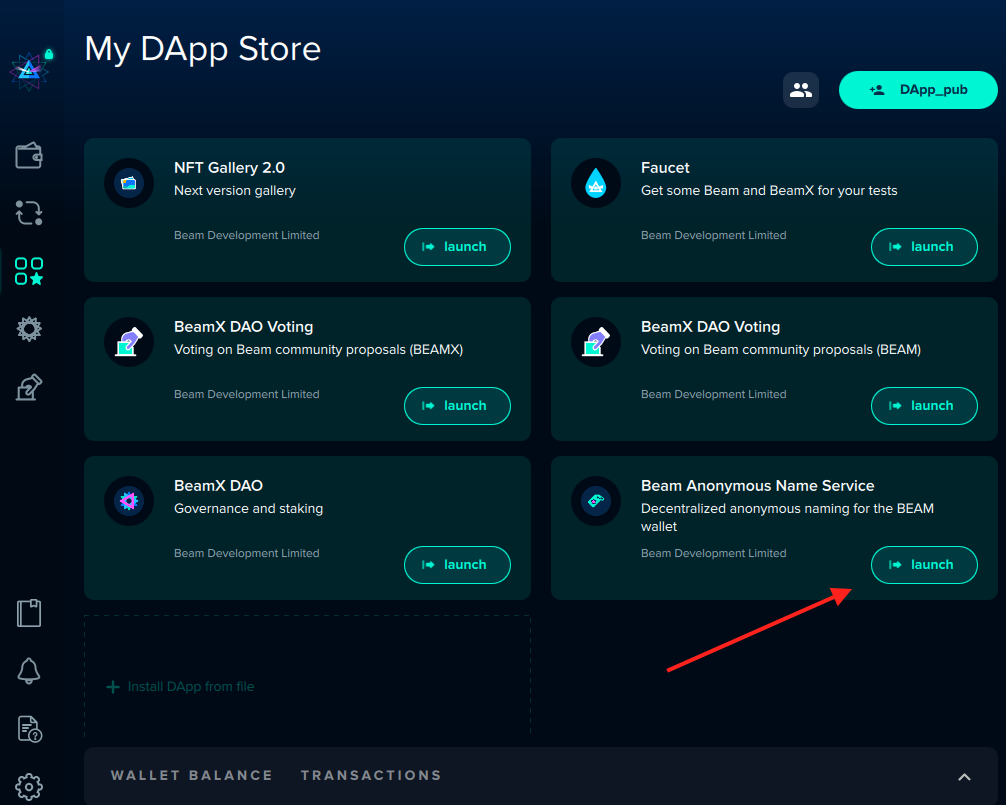 My DApp Store
DApp_pub
NFT Gallery 2.0
Next version gallery
Beam Development Limited
launch
Faucet
Get some Beam and BeamX for your tests
Beam Development Limited
launch
BeamX DAO Voting
Voting on Beam community proposals (BEAMX)
Beam Development Limited
launch
BeamX DAO Voting
Voting on Beam community proposals (BEAM)
Beam Development Limited
launch
BeamX DAO
Governance and staking
Beam Development Limited
launch
Beam Anonymous Name Service
Decentralized anonymous naming for the BEAM
wallet
Beam Development Limited
launch
Install DApp from file
WALLET BALANCE TRANSACTIONS